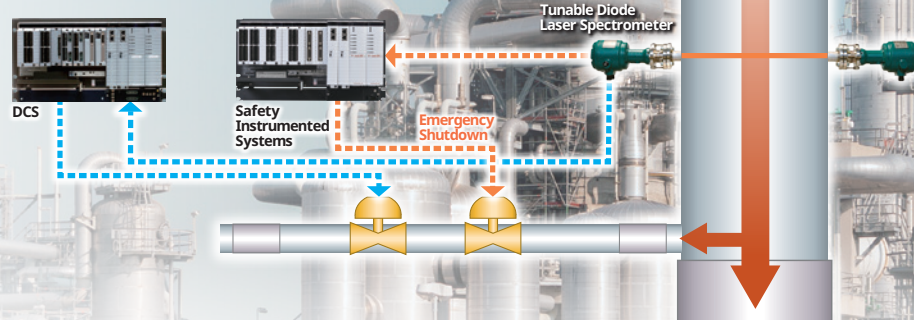 Tunable Diode
Laser Spectrometer
DCS
Safety
Instrumented
Systems
Emergency
Shutdown